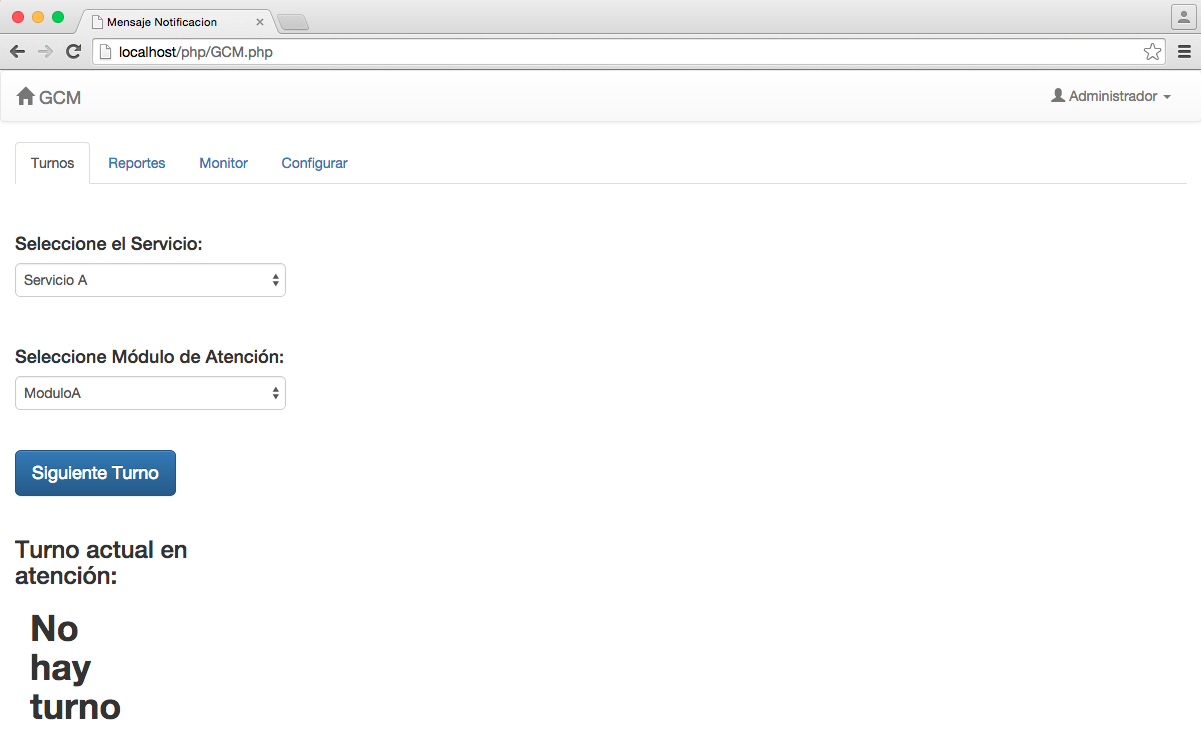 Mensaje Notificacion
localhost/php/GCM.php
GCM
Administrador
Turnos Reportes Monitor Configurar
Seleccione el Servicio:
Servicio A
Seleccione Módulo de Atención:
ModuloA
Siguiente Turno
Turno actual en
atención:
No
hay
turno